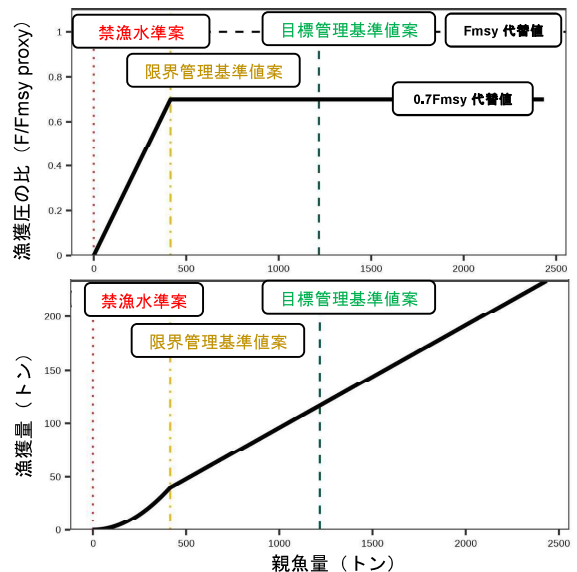 禁漁水準案
目標管理基準値案
Fmsy 代替値
限界管理基準値案
0.7Fmsy 代替値
漁獲圧の比（F/Fmsy proxy）
1
0.8
0.6
0.4
0.2
0
0 500 1000 1500 2000 2500
禁漁水準案
目標管理基準値案
限界管理基準値案
漁獲量（トン）
200
150
100
50
0
0 500 1000 1500 2000 2500
親魚量（トン）